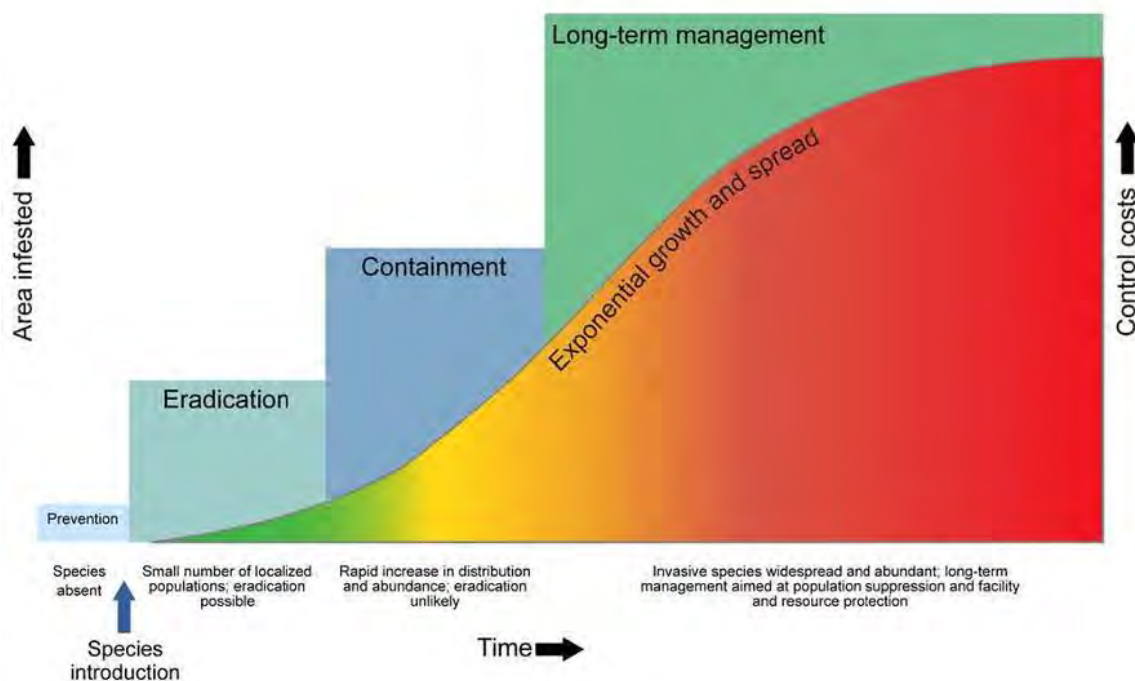 Long-term management
Area infested
Control costs
Exponential growth and spread
Containment
Eradication
Prevention
Species
absent
Small number of localized
populations; eradication
possible
Rapid increase in distribution
and abundance; eradication
unlikely
Invasive species widespread and abundant; long-term
management aimed at population suppression and facility
and resource protection
Species
introduction
Time